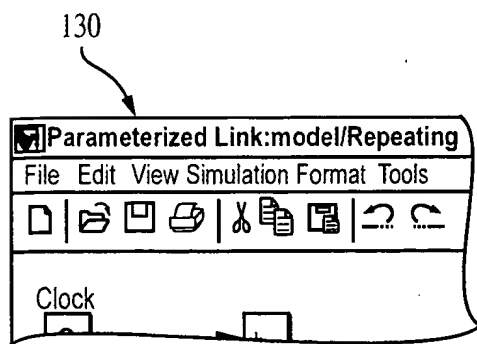 130
Parameterized Link:model/Repeating
File Edit View Simulation Format Tools
Clock